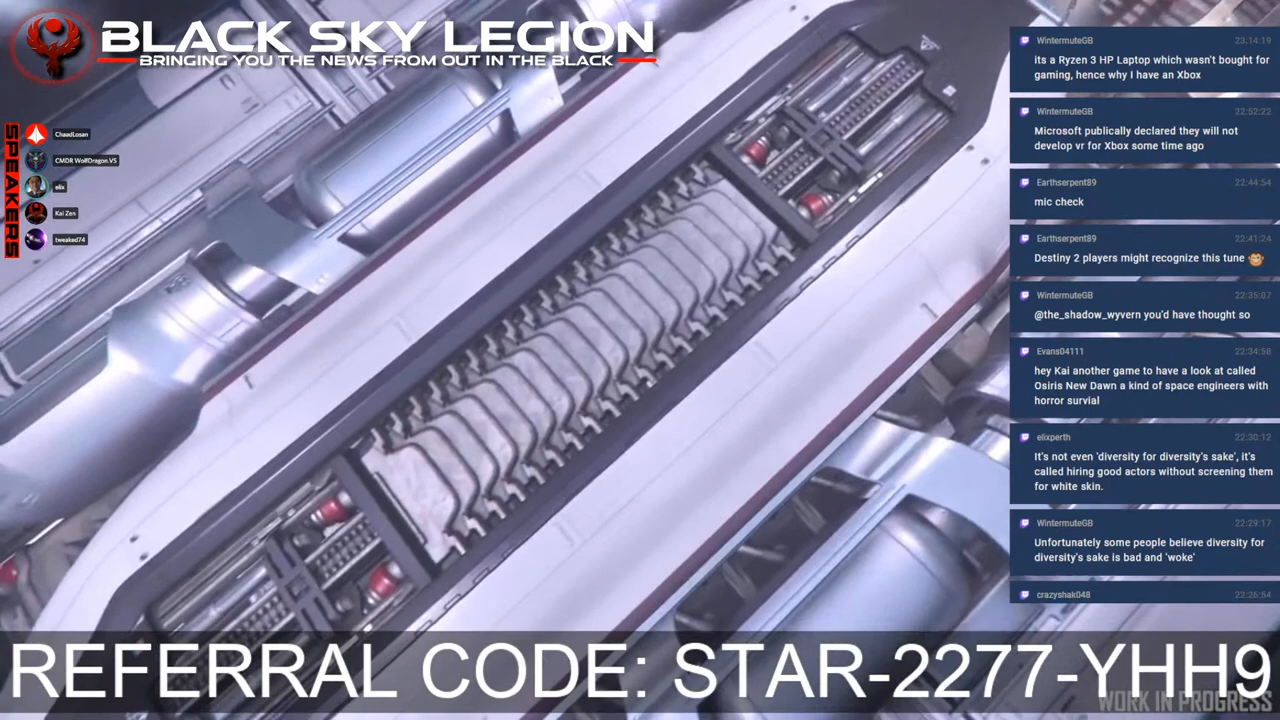 BLACK SKY LEGION
BRINGING YOU THE NEWS FROM OUT IN THE BLACK
SPEAKERS
ChaadLosan
CMDR WolfDragon.VS
elix
Kai Zen
tweaked74
WintermuteGB 23:14:19
its a Ryzen 3 HP Laptop which wasn't bought for
gaming, hence why I have an Xbox
WintermuteGB 22:52:22
Microsoft publically declared they will not
develop vr for Xbox some time ago
Earthserpent89 22:44:54
mic check
Earthserpent89 22:41:24
Destiny 2 players might recognize this tune
WintermuteGB 22:35:07
@the_shadow_wyvern you'd have thought so
Evans04111 22:34:58
hey Kai another game to have a look at called
Osiris New Dawn a kind of space engineers with
horror survial
elixperth 22:30:12
It's not even 'diversity for diversity's sake', it's
called hiring good actors without screening them
for white skin.
WintermuteGB 22:29:17
Unfortunately some people believe diversity for
diversity's sake is bad and 'woke'
crazyshak048 22:26:54
REFERRAL CODE: STAR-2277-YHH9
WORK IN PROGRESS